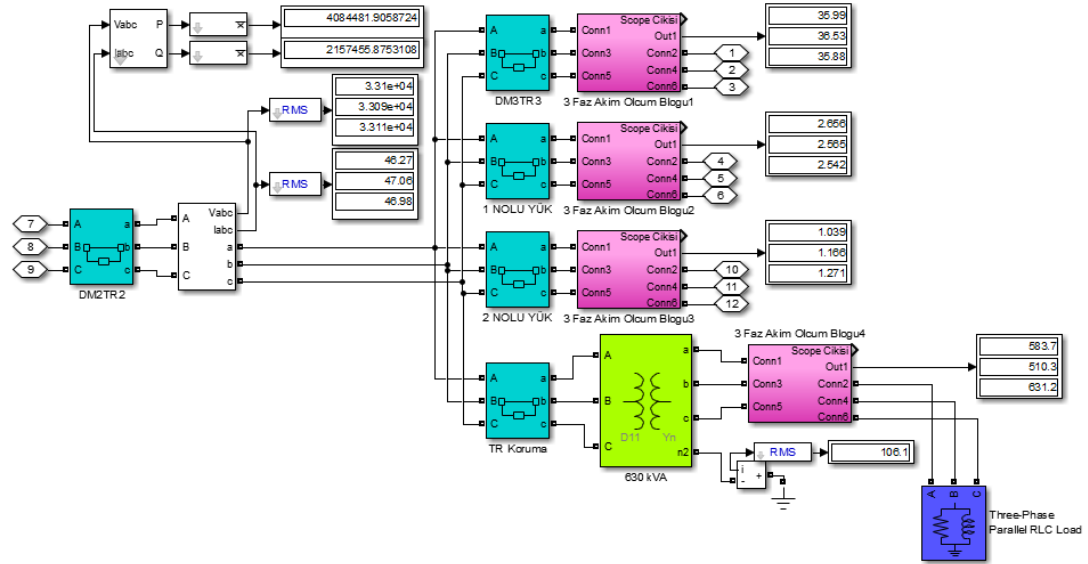 Vabc P
Iabc Q
4084481.9058724
2157455.8753108
RMS
3.31e+04
3.309e+04
3.311e+04
RMS
46.27
47.06
46.98
7
8
9
A a
B b
C c
DM2TR2
A
B
C
Vabc
Iabc
a
b
c
A a
B b
C c
DM3TR3
Scope Cikisi
Conn1
Out1
Conn3
Conn2
Conn4
Conn5
Conn6
3 Faz Akim Olcum Blogu1
1
2
3
35.99
36.53
35.88
A a
B b
C c
1 NOLU YÜK
Scope Cikisi
Conn1
Out1
Conn3
Conn2
Conn4
Conn5
Conn6
3 Faz Akim Olcum Blogu2
4
5
6
2.656
2.565
2.542
A a
B b
C c
2 NOLU YÜK
Scope Cikisi
Conn1
Out1
Conn3
Conn2
Conn4
Conn5
Conn6
3 Faz Akim Olcum Blogu3
10
11
12
1.039
1.166
1.271
A a
B b
C c
TR Koruma
A
B
C
a
b
c
n2
D11 Yn
630 kVA
3 Faz Akim Olcum Blogu4
Scope Cikisi
Conn1
Out1
Conn3
Conn2
Conn4
Conn5
Conn6
583.7
510.3
631.2
i
-
+
RMS
106.1
A B C
Three-Phase
Parallel RLC Load